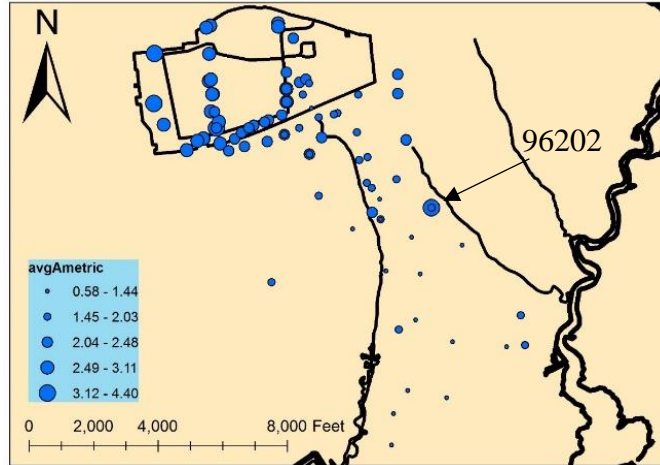 N
96202
avgAmetric
0.58 - 1.44
1.45 - 2.03
2.04 - 2.48
2.49 - 3.11
3.12 - 4.40
0 2,000 4,000 8,000 Feet